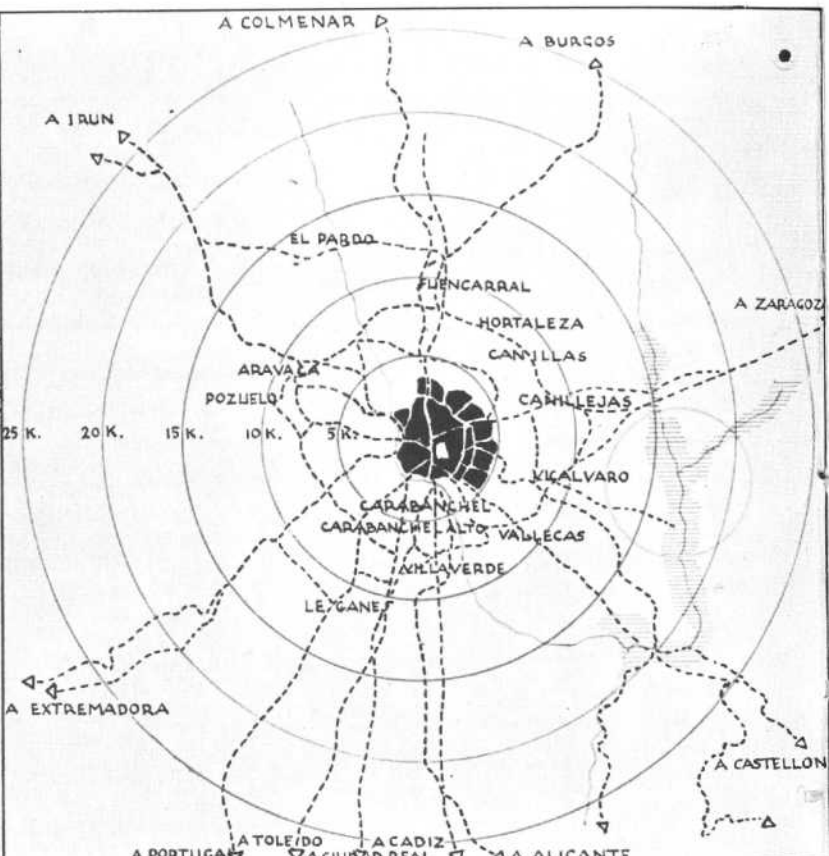 A COLMENAR
A BURGOS
A IRUN
EL PARDO
FUENCARRAL
A ZARAGOZ
HORTALEZA
CANILLAS
ARAVACA
POZUELO
CANILLEJAS
25 K. 20 K. 15 K. 10 K. 5 K.
VICALVARO
CARABANCHEL
CARABANCHEL ALTO
VALLECAS
VILLAVERDE
LEGANES
A EXTREMADORA
A CASTELLON
A TOLEDO
A CADIZ
A PORTUGAL
A CIUDAD REAL
A ALICANTE